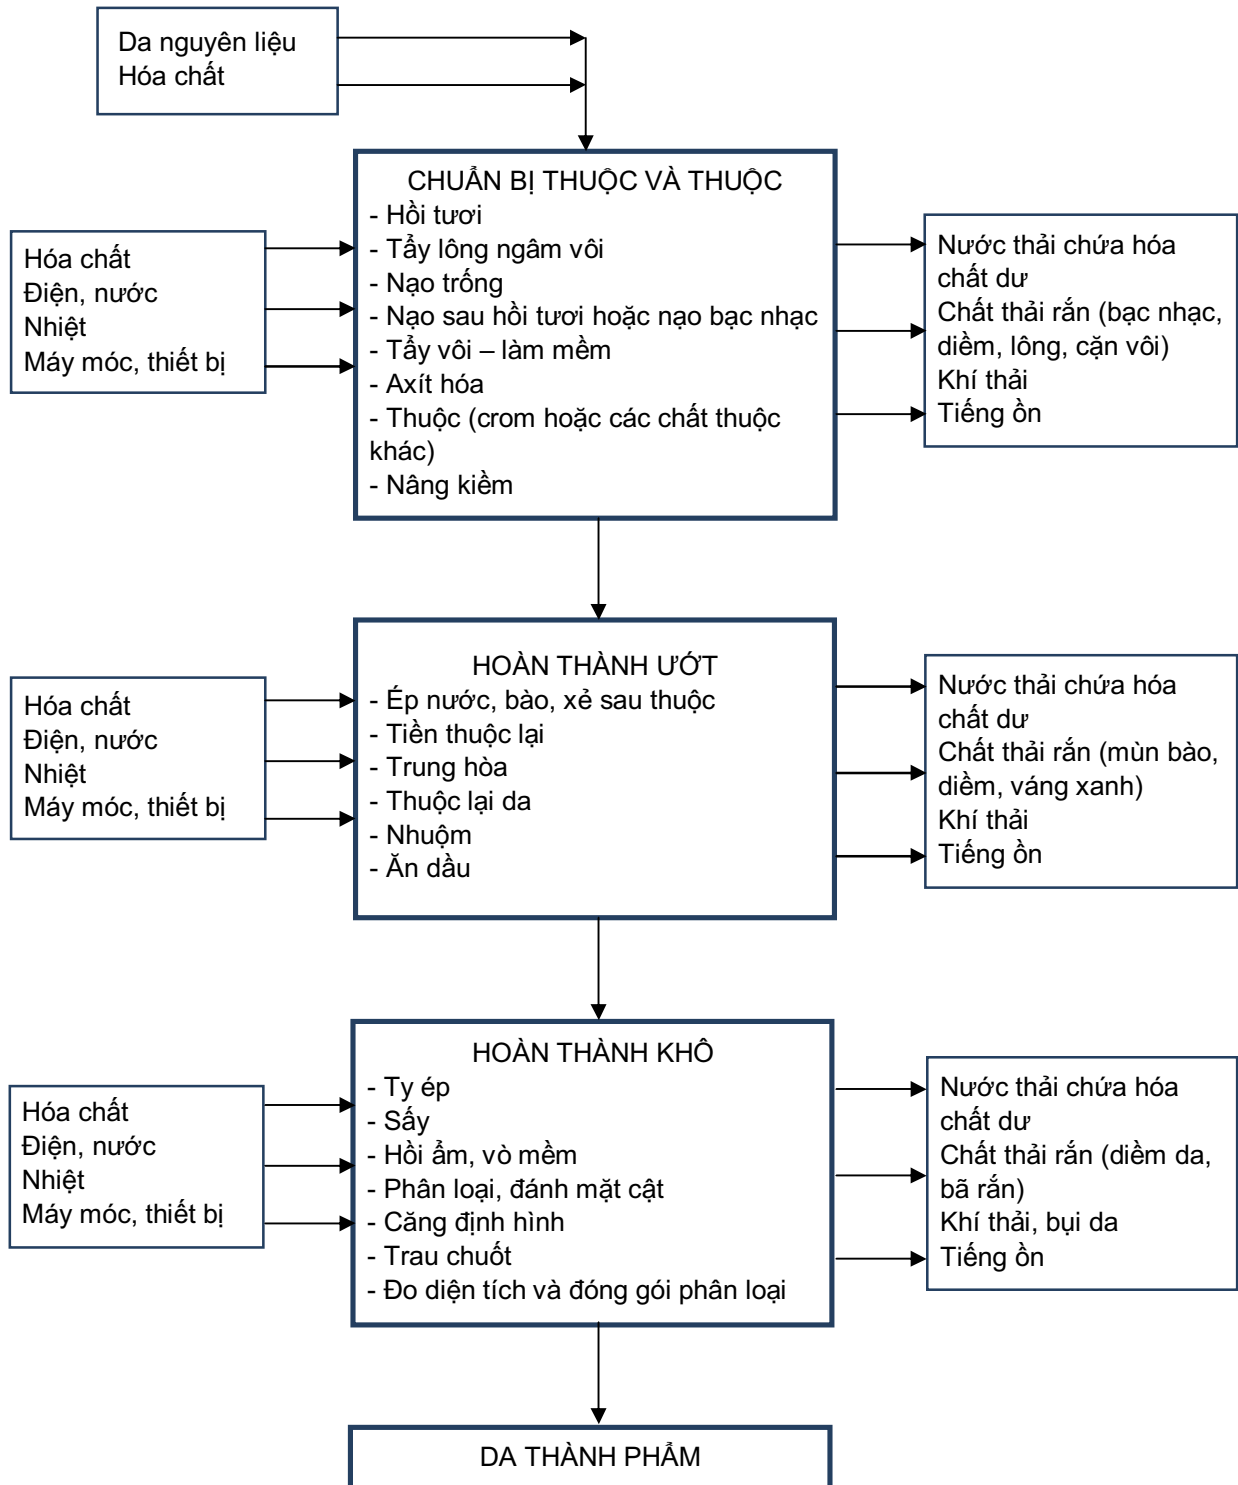 Da nguyên liệu
Hóa chất
CHUẨN BỊ THUỘC VÀ THUỘC
- Hồi tươi
- Tẩy lông ngâm vôi
- Nạo trống
- Nạo sau hồi tươi hoặc nạo bạc nhạc
- Tẩy vôi – làm mềm
- Axít hóa
- Thuộc (crom hoặc các chất thuộc
khác)
- Nâng kiềm
Hóa chất
Điện, nước
Nhiệt
Máy móc, thiết bị
Nước thải chứa hóa
chất dư
Chất thải rắn (bạc nhạc,
diềm, lông, cặn vôi)
Khí thải
Tiếng ồn
HOÀN THÀNH ƯỚT
- Ép nước, bào, xẻ sau thuộc
- Tiền thuộc lại
- Trung hòa
- Thuộc lại da
- Nhuộm
- Ăn dầu
Hóa chất
Điện, nước
Nhiệt
Máy móc, thiết bị
Nước thải chứa hóa
chất dư
Chất thải rắn (mùn bào,
diềm, váng xanh)
Khí thải
Tiếng ồn
HOÀN THÀNH KHÔ
- Ty ép
- Sấy
- Hồi ẩm, vò mềm
- Phân loại, đánh mặt cật
- Căng định hình
- Trau chuốt
- Đo diện tích và đóng gói phân loại
Hóa chất
Điện, nước
Nhiệt
Máy móc, thiết bị
Nước thải chứa hóa
chất dư
Chất thải rắn (diềm da,
bã rắn)
Khí thải, bụi da
Tiếng ồn
DA THÀNH PHẨM